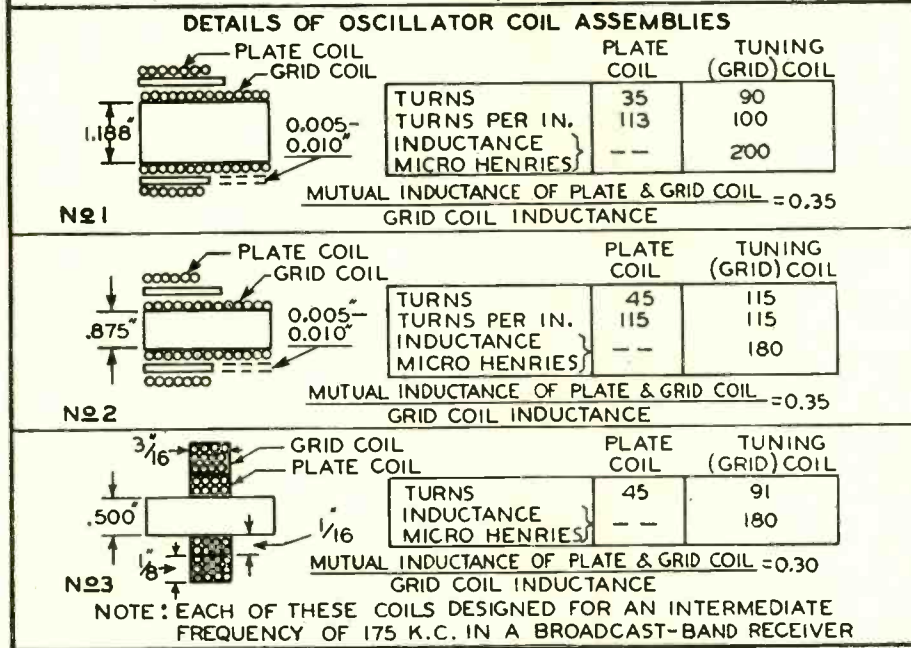 DETAILS OF OSCILLATOR COIL ASSEMBLIES
PLATE COIL
GRID COIL
1.188"
0.005-
0.010"
Nº1
PLATE COIL TUNING (GRID) COIL
TURNS 35 90
TURNS PER IN. 113 100
INDUCTANCE MICRO HENRIES} -- 200
MUTUAL INDUCTANCE OF PLATE & GRID COIL
GRID COIL INDUCTANCE
=0.35
PLATE COIL
GRID COIL
.875"
0.005-"
0.010"
Nº2
PLATE COIL TUNING (GRID) COIL
TURNS 45 115
TURNS PER IN. 115 115
INDUCTANCE MICRO HENRIES} -- 180
MUTUAL INDUCTANCE OF PLATE & GRID COIL
GRID COIL INDUCTANCE
=0.35
3/16"
GRID COIL
PLATE COIL
.500"
1/16"
1/8"
Nº3
PLATE COIL TUNING (GRID) COIL
TURNS 45 91
INDUCTANCE MICRO HENRIES} -- 180
MUTUAL INDUCTANCE OF PLATE & GRID COIL
GRID COIL INDUCTANCE
=0.30
NOTE: EACH OF THESE COILS DESIGNED FOR AN INTERMEDIATE
FREQUENCY OF 175 K.C. IN A BROADCAST-BAND RECEIVER